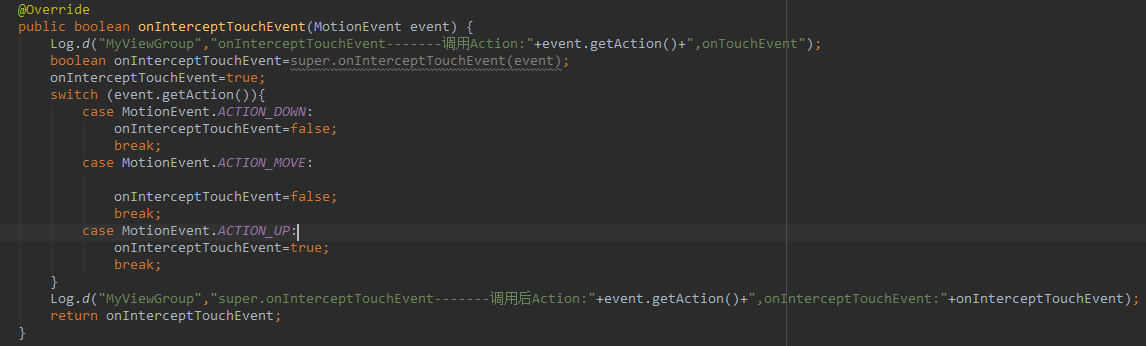 @Override
public boolean onInterceptTouchEvent(MotionEvent event) {
Log.d("MyViewGroup","onInterceptTouchEvent-------调用Action:"+event.getAction()+",onTouchEvent");
boolean onInterceptTouchEvent=super.onInterceptTouchEvent(event);
onInterceptTouchEvent=true;
switch (event.getAction()){
case MotionEvent.ACTION_DOWN:
onInterceptTouchEvent=false;
break;
case MotionEvent.ACTION_MOVE:
onInterceptTouchEvent=false;
break;
case MotionEvent.ACTION_UP:
onInterceptTouchEvent=true;
break;
}
Log.d("MyViewGroup","super.onInterceptTouchEvent-------调用后Action:"+event.getAction()+",onInterceptTouchEvent:"+onInterceptTouchEvent);
return onInterceptTouchEvent;
}